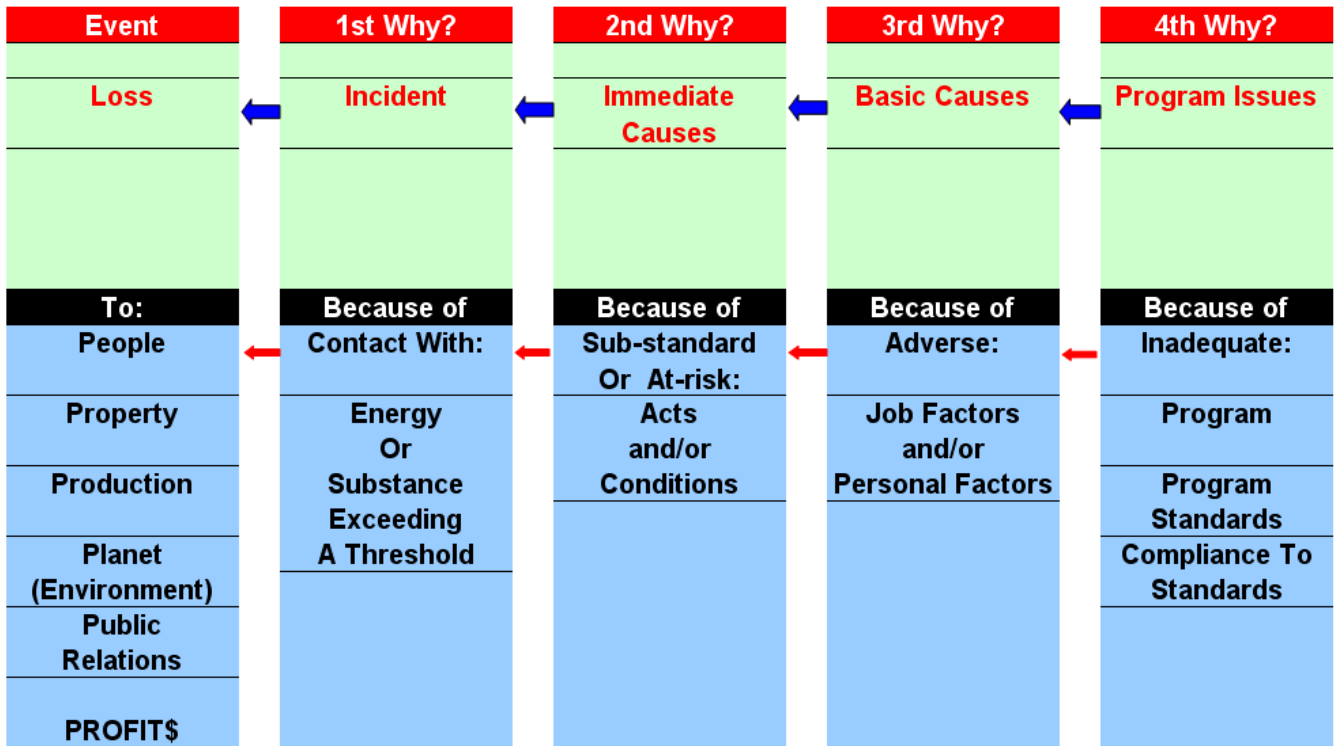 Event
Loss
To:
People
Property
Production
Planet
(Environment)
Public
Relations
PROFIT$
1st Why?
Incident
Because of
Contact With:
Energy
Or
Substance
Exceeding
A Threshold
2nd Why?
Immediate
Causes
Because of
Sub-standard
Or At-risk:
Acts
and/or
Conditions
3rd Why?
Basic Causes
Because of
Adverse:
Job Factors
and/or
Personal Factors
4th Why?
Program Issues
Because of
Inadequate:
Program
Program
Standards
Compliance To
Standards